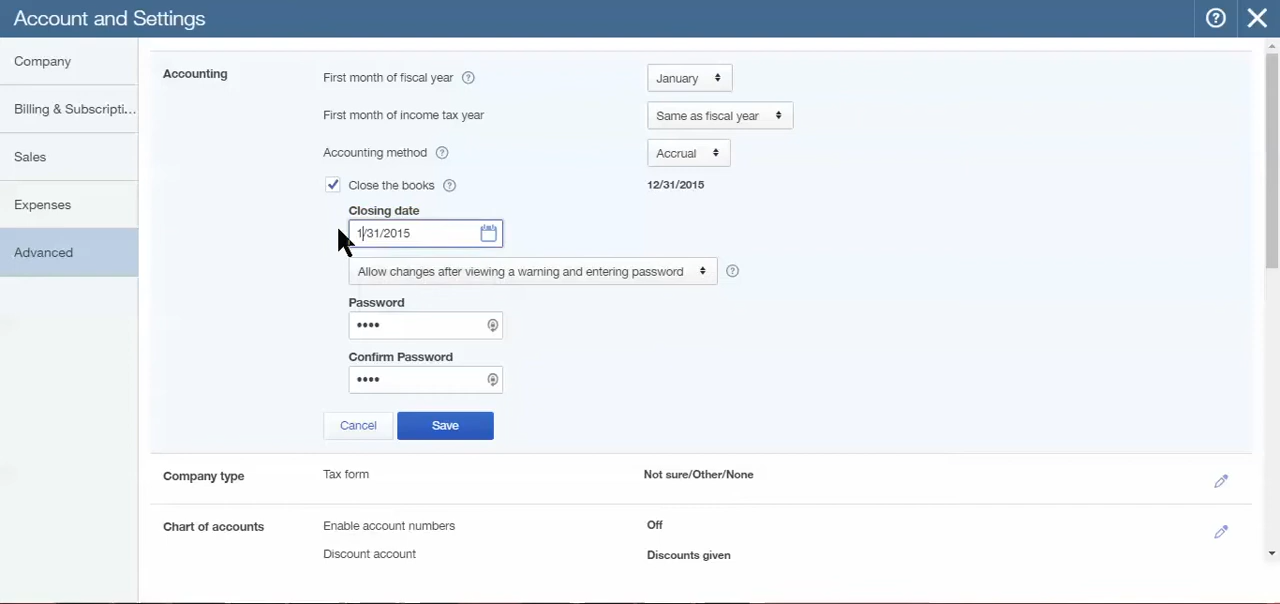 Account and Settings
Company
Billing & Subscripti...
Sales
Expenses
Advanced
Accounting
First month of fiscal year
January
First month of income tax year
Same as fiscal year
Accounting method
Accrual
Close the books
12/31/2015
Closing date
1/31/2015
Allow changes after viewing a warning and entering password
Password
••••
Confirm Password
••••
Cancel
Save
Company type
Tax form
Not sure/Other/None
Chart of accounts
Enable account numbers
Off
Discount account
Discounts given